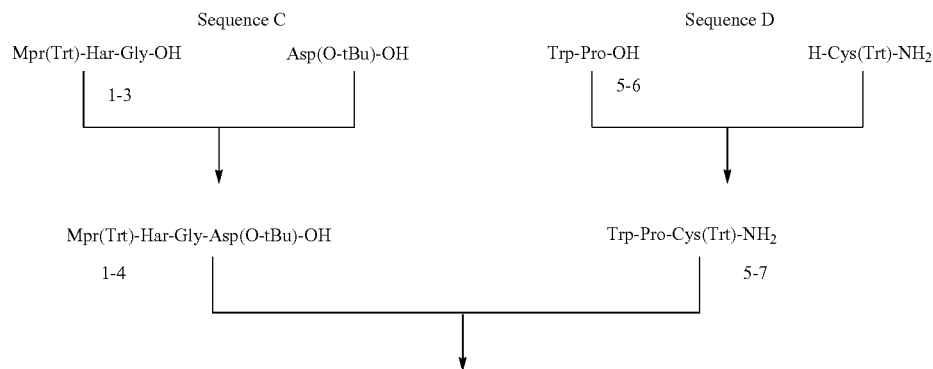 Sequence C
Sequence D
Mpr(Trt)-Har-Gly-OH
Asp(O-tBu)-OH
Trp-Pro-OH
H-Cys(Trt)-NH2
1-3
5-6
Mpr(Trt)-Har-Gly-Asp(O-tBu)-OH
Trp-Pro-Cys(Trt)-NH2
1-4
5-7